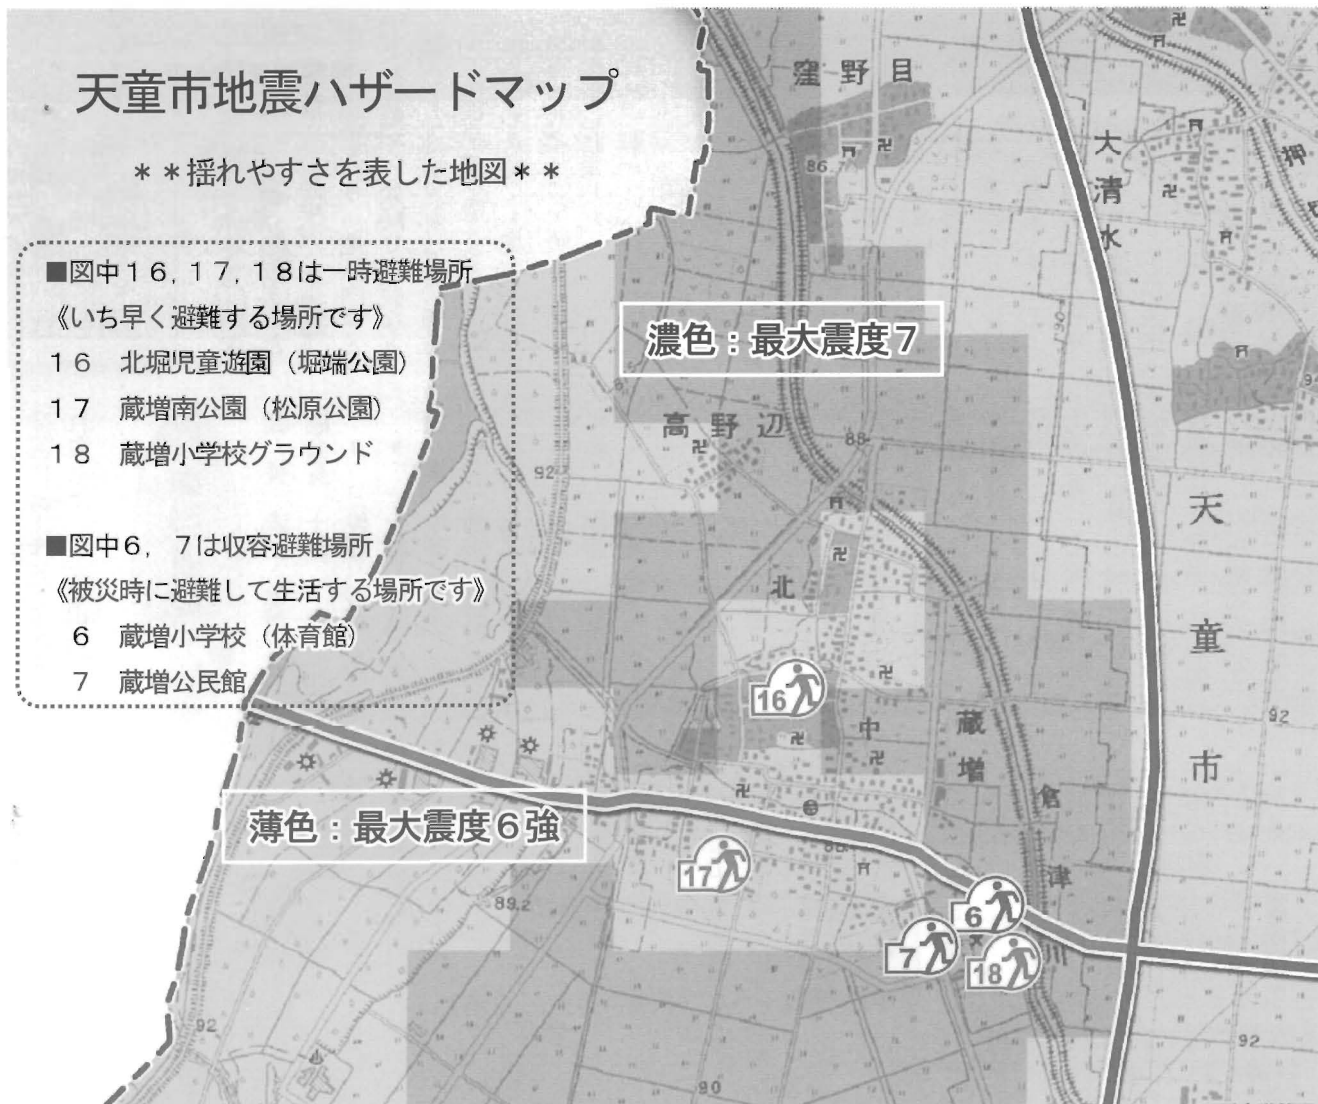 天童市地震ハザードマップ
＊＊揺れやすさを表した地図＊＊
■図中１６，１７，１８は一時避難場所
《いち早く避難する場所です》
１６　北堀児童遊園（堀端公園）
１７　蔵増南公園（松原公園）
１８　蔵増小学校グラウンド
■図中６，７は収容避難場所
《被災時に避難して生活する場所です》
６　蔵増小学校（体育館）
７　蔵増公民館
窪野目
大清水
押
86.7
濃色：最大震度７
90
高野辺
88
92
天童市
北
16
中
蔵増
92
倉津
薄色：最大震度６強
88
17
89.2
6
7
18
92
92
90